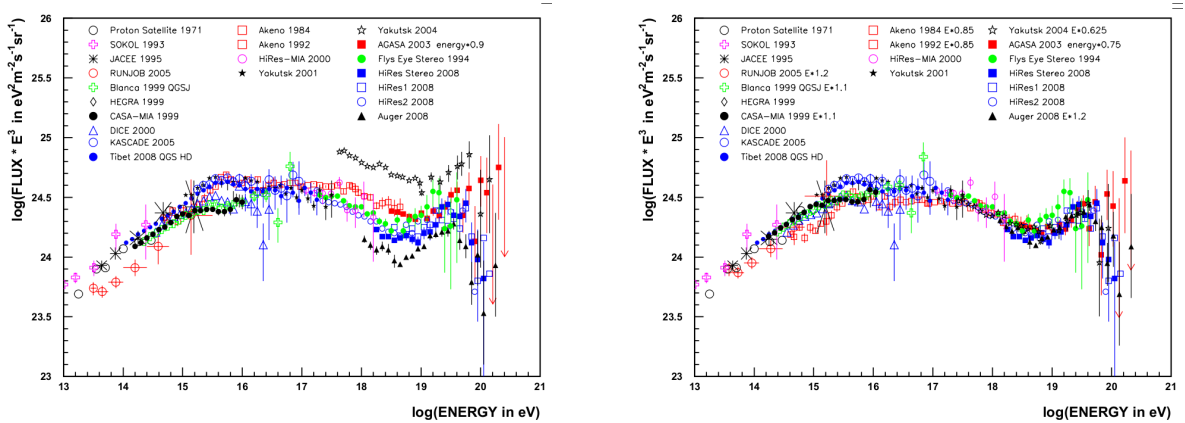 26
25.5
25
24.5
24
23.5
23
13
14
15
16
17
18
19
20
21
log(FLUX * E³ in eV²m⁻²s⁻¹sr⁻¹)
log(ENERGY in eV)
Proton Satellite 1971
SOKOL 1993
JACEE 1995
RUNJOB 2005
Blanca 1999 QGSJ
HEGRA 1999
CASA-MIA 1999
DICE 2000
KASCADE 2005
Tibet 2008 QGS HD
Akeno 1984
Akeno 1992
HiRes-MIA 2000
Yakutsk 2001
Yakutsk 2004
AGASA 2003 energy*0.9
Flys Eye Stereo 1994
HiRes Stereo 2008
HiRes1 2008
HiRes2 2008
Auger 2008
26
25.5
25
24.5
24
23.5
23
13
14
15
16
17
18
19
20
21
log(FLUX * E³ in eV²m⁻²s⁻¹sr⁻¹)
log(ENERGY in eV)
Proton Satellite 1971
SOKOL 1993
JACEE 1995
RUNJOB 2005 E*1.2
Blanca 1999 QGSJ E*1.1
HEGRA 1999
CASA-MIA 1999 E*1.1
DICE 2000
KASCADE 2005
Tibet 2008 QGS HD
Akeno 1984 E*0.85
Akeno 1992 E*0.85
HiRes-MIA 2000
Yakutsk 2001
Yakutsk 2004 E*0.625
AGASA 2003 energy*0.75
Flys Eye Stereo 1994
HiRes Stereo 2008
HiRes1 2008
HiRes2 2008
Auger 2008 E*1.2